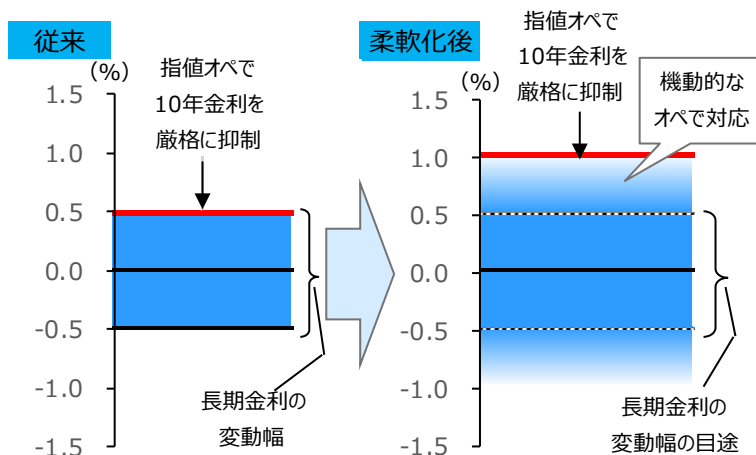 従来
(%)
指値オペで
10年金利を
厳格に抑制
1.5
1.0
0.5
0.0
-0.5
-1.0
-1.5
長期金利の
変動幅
柔軟化後
(%)
指値オペで
10年金利を
厳格に抑制
機動的な
オペで対応
1.5
1.0
0.5
0.0
-0.5
-1.0
-1.5
長期金利の
変動幅の目途